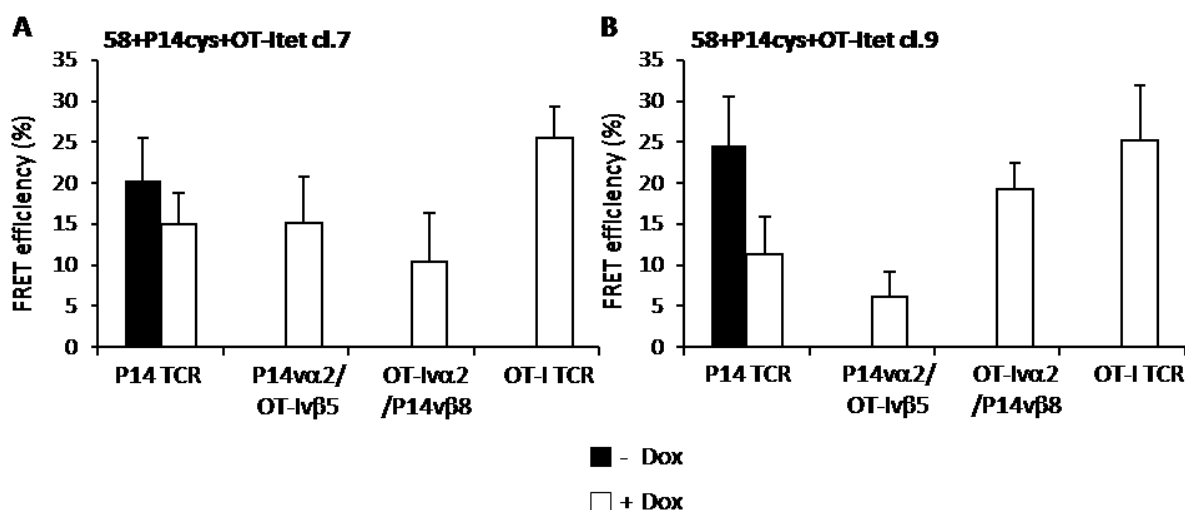 A
58+P14cys+OT-Itet cl.7
FRET efficiency (%)
35
30
25
20
15
10
5
0
P14 TCR
P14vα2/
OT-Ivβ5
OT-Ivα2
/P14vβ8
OT-I TCR
B
58+P14cys+OT-Itet cl.9
FRET efficiency (%)
35
30
25
20
15
10
5
0
P14 TCR
P14vα2/
OT-Ivβ5
OT-Ivα2
/P14vβ8
OT-I TCR
- Dox
+ Dox